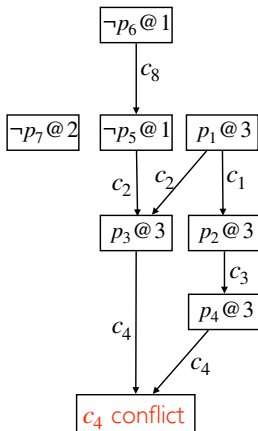 ¬p₆@1
c₈
¬p₇@2 ¬p₅@1 p₁@3
c₂ c₂ c₁
p₃@3 p₂@3
c₃
p₄@3
c₄ c₄
c₄ conflict